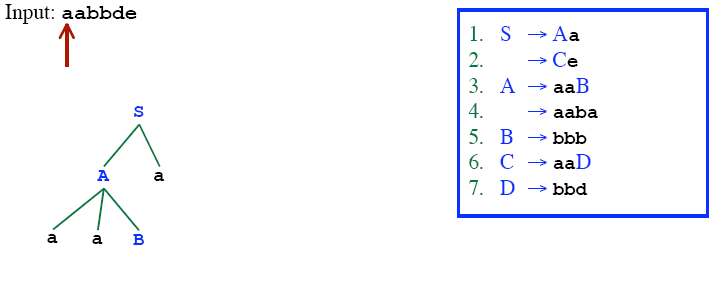 Input: aabbde
1. S → Aa
2. → Ce
3. A → aaB
4. → aaba
5. B → bbb
6. C → aaD
7. D → bbd
S
A a
a a B